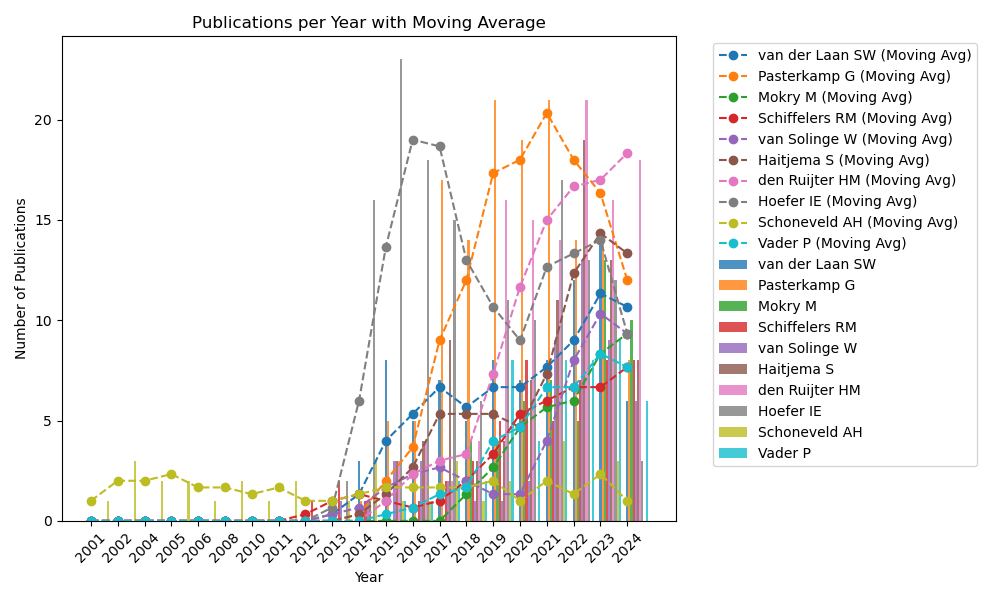 Publications per Year with Moving Average
Number of Publications
20
15
10
5
0
2001
2002
2004
2005
2006
2008
2010
2011
2012
2013
2014
2015
2016
2017
2018
2019
2020
2021
2022
2023
2024
Year
van der Laan SW (Moving Avg)
Pasterkamp G (Moving Avg)
Mokry M (Moving Avg)
Schiffelers RM (Moving Avg)
van Solinge W (Moving Avg)
Haitjema S (Moving Avg)
den Ruijter HM (Moving Avg)
Hoefer IE (Moving Avg)
Schoneveld AH (Moving Avg)
Vader P (Moving Avg)
van der Laan SW
Pasterkamp G
Mokry M
Schiffelers RM
van Solinge W
Haitjema S
den Ruijter HM
Hoefer IE
Schoneveld AH
Vader P